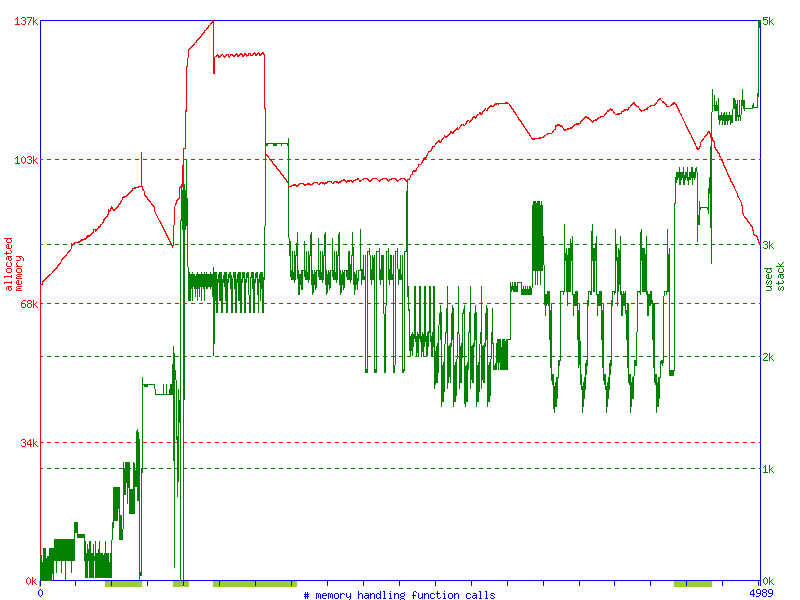 137k
5k
103k
allocated
memory
3k
used
stack
68k
2k
34k
1k
0k
0k
0
# memory handling function calls
4989